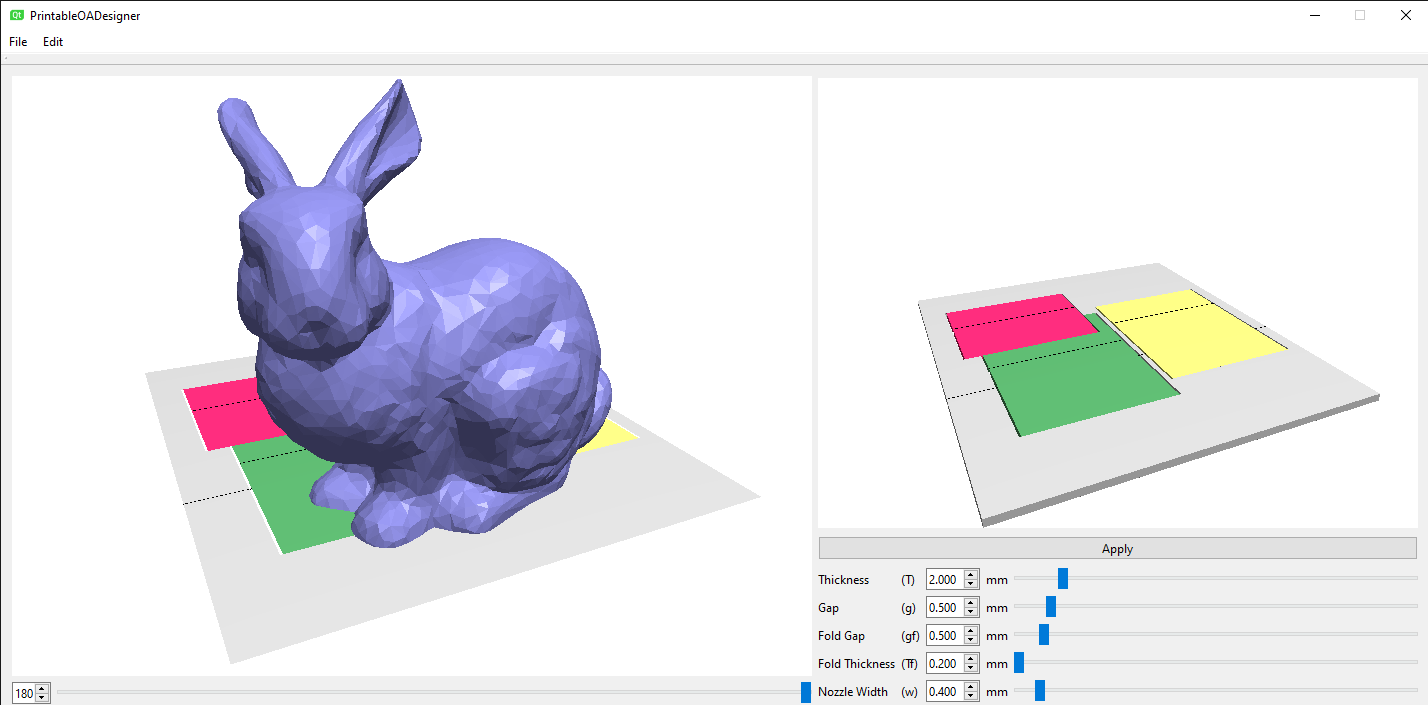 Qt PrintableOADesigner
File Edit
Apply
Thickness (T) 2.000 mm
Gap (g) 0.500 mm
Fold Gap (gf) 0.500 mm
Fold Thickness (Tf) 0.200 mm
180 Nozzle Width (w) 0.400 mm